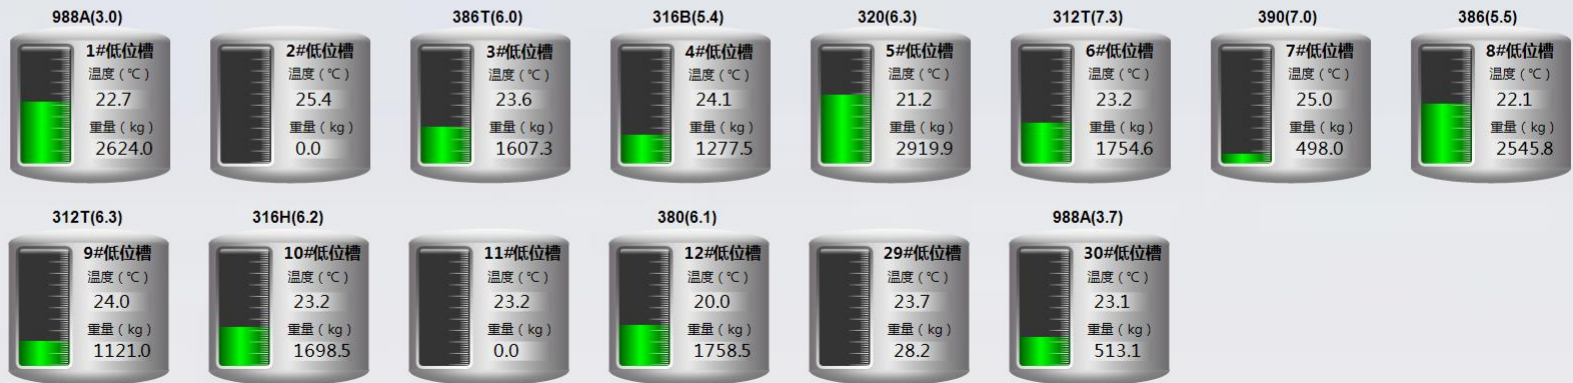 988A(3.0)
1#低位槽
温度（℃）
22.7
重量（kg）
2624.0
2#低位槽
温度（℃）
25.4
重量（kg）
0.0
386T(6.0)
3#低位槽
温度（℃）
23.6
重量（kg）
1607.3
316B(5.4)
4#低位槽
温度（℃）
24.1
重量（kg）
1277.5
320(6.3)
5#低位槽
温度（℃）
21.2
重量（kg）
2919.9
312T(7.3)
6#低位槽
温度（℃）
23.2
重量（kg）
1754.6
390(7.0)
7#低位槽
温度（℃）
25.0
重量（kg）
498.0
386(5.5)
8#低位槽
温度（℃）
22.1
重量（kg）
2545.8
312T(6.3)
9#低位槽
温度（℃）
24.0
重量（kg）
1121.0
316H(6.2)
10#低位槽
温度（℃）
23.2
重量（kg）
1698.5
11#低位槽
温度（℃）
23.2
重量（kg）
0.0
380(6.1)
12#低位槽
温度（℃）
20.0
重量（kg）
1758.5
29#低位槽
温度（℃）
23.7
重量（kg）
28.2
988A(3.7)
30#低位槽
温度（℃）
23.1
重量（kg）
513.1